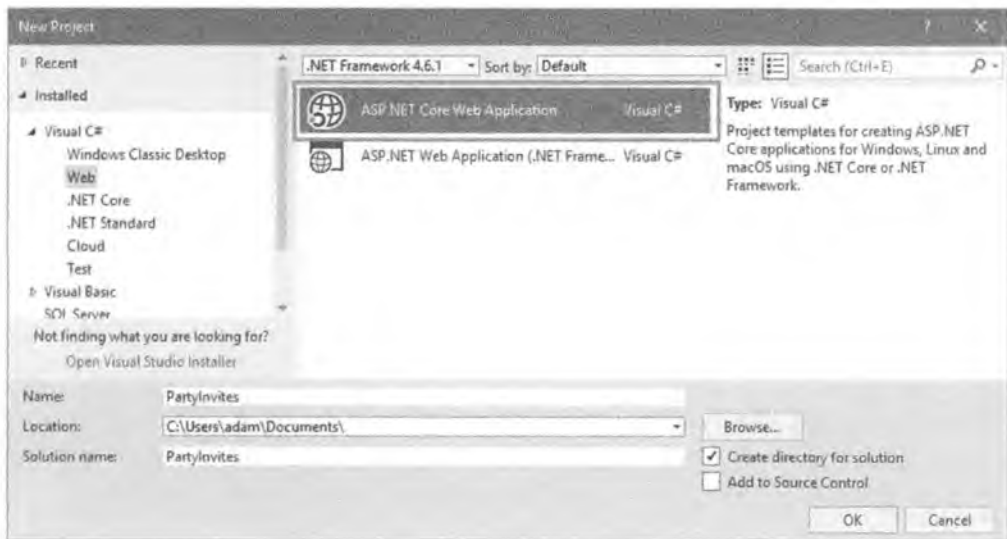 New Project ? ×
Recent
Installed
Visual C#
Windows Classic Desktop
Web
.NET Core
.NET Standard
Cloud
Test
Visual Basic
SQL Server
Not finding what you are looking for?
Open Visual Studio Installer
.NET Framework 4.6.1 Sort by: Default
Search (Ctrl+E)
ASP.NET Core Web Application Visual C#
ASP.NET Web Application (.NET Frame... Visual C#
Type: Visual C#
Project templates for creating ASP.NET
Core applications for Windows, Linux and
macOS using .NET Core or .NET
Framework.
Name: PartyInvites
Location: C:\Users\adam\Documents\
Browse...
Solution name: PartyInvites
Create directory for solution
Add to Source Control
OK Cancel